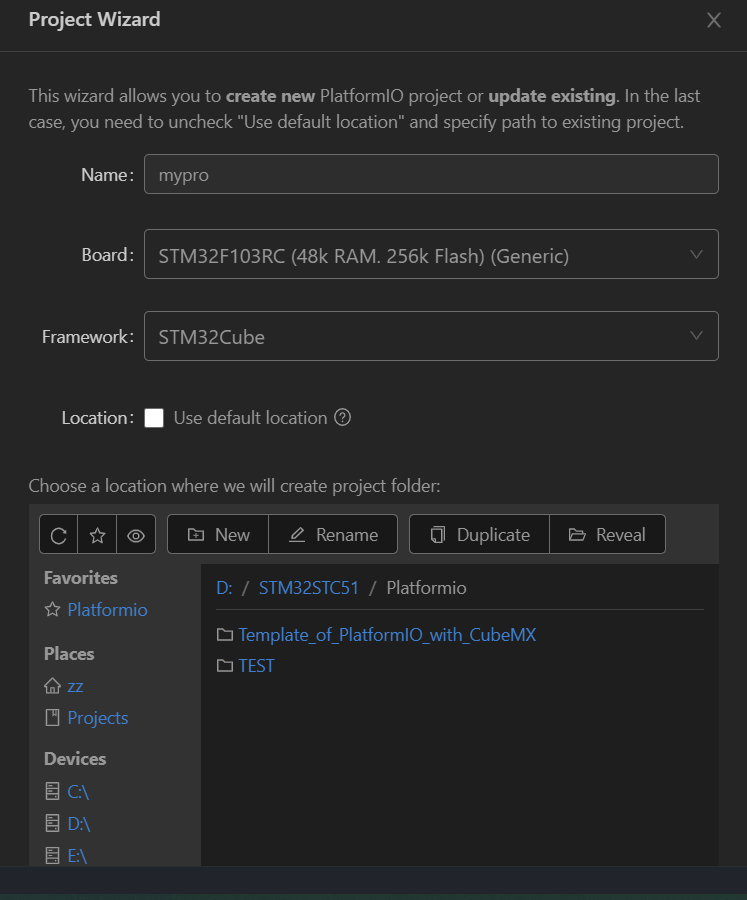 Project Wizard
This wizard allows you to create new PlatformIO project or update existing. In the last
case, you need to uncheck "Use default location" and specify path to existing project.
Name: mypro
Board: STM32F103RC (48k RAM. 256k Flash) (Generic)
Framework: STM32Cube
Location: Use default location ?
Choose a location where we will create project folder:
New Rename Duplicate Reveal
Favorites
Platformio
Places
zz
Projects
Devices
C:\
D:\
E:\
D: / STM32STC51 / Platformio
Template_of_PlatformIO_with_CubeMX
TEST